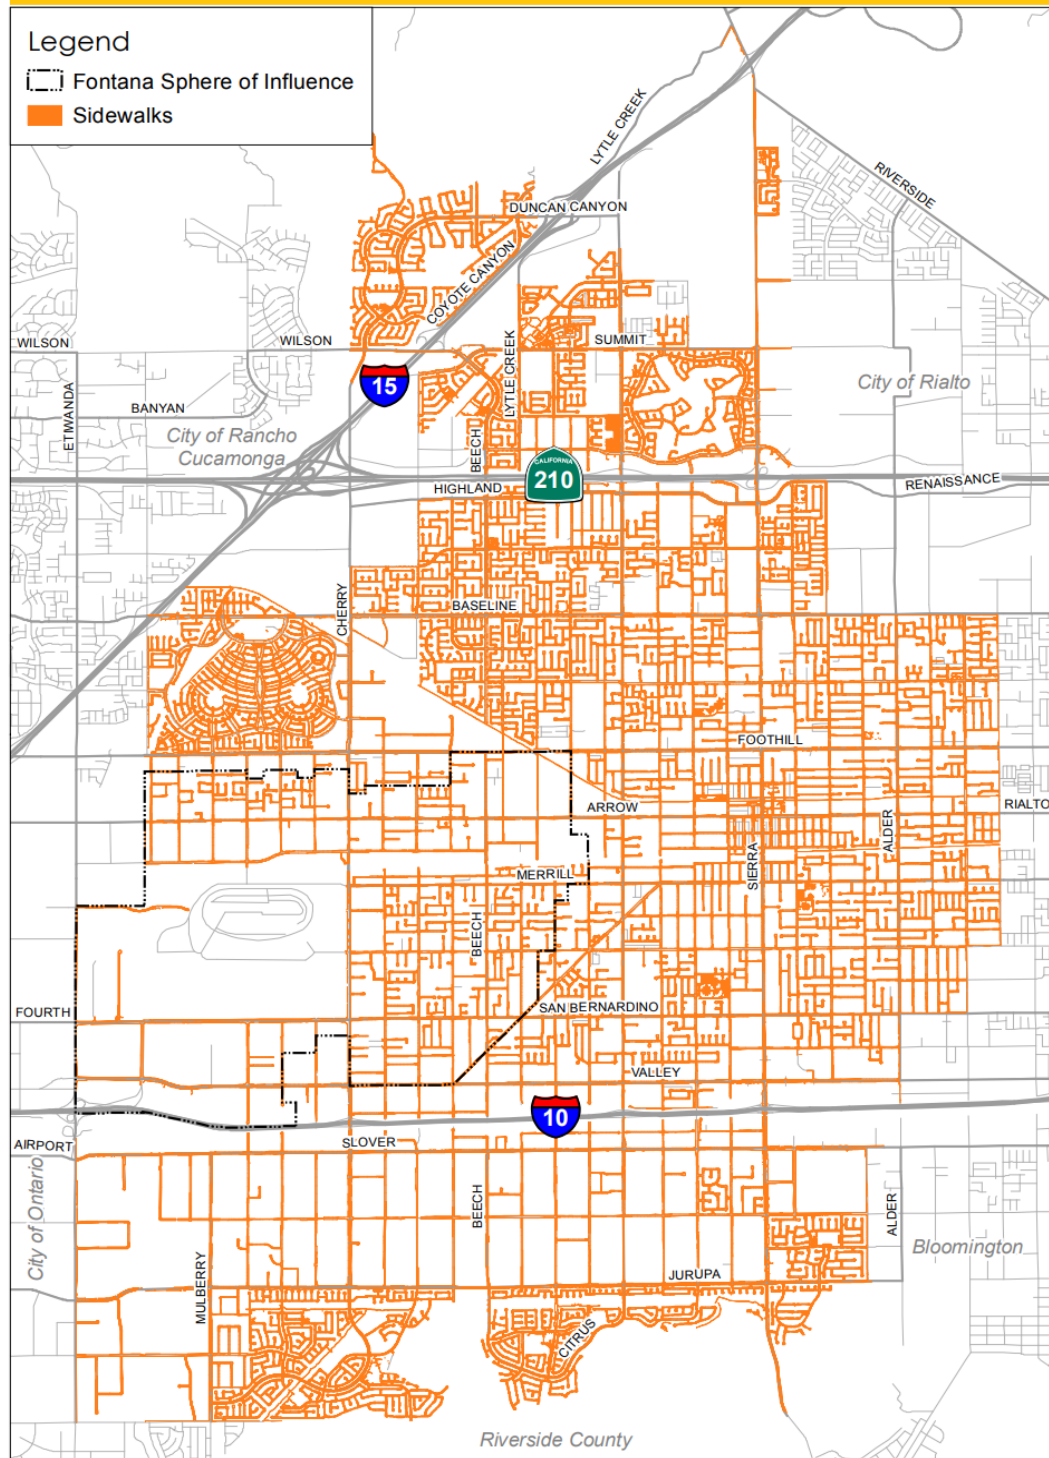 Legend
Fontana Sphere of Influence
Sidewalks
LYTLE CREEK
RIVERSIDE
DUNCAN CANYON
COYOTE CANYON
WILSON
WILSON
LYTLE CREEK
SUMMIT
15
City of Rialto
ETIWANDA
BANYAN
City of Rancho
Cucamonga
BEECH
CALIFORNIA
210
HIGHLAND
RENAISSANCE
CHERRY
BASELINE
FOOTHILL
ARROW
RIALTO
ALDER
SIERRA
MERRILL
BEECH
FOURTH
SAN BERNARDINO
VALLEY
10
AIRPORT
SLOVER
City of Ontario
BEECH
ALDER
Bloomington
MULBERRY
JURUPA
CITRUS
Riverside County